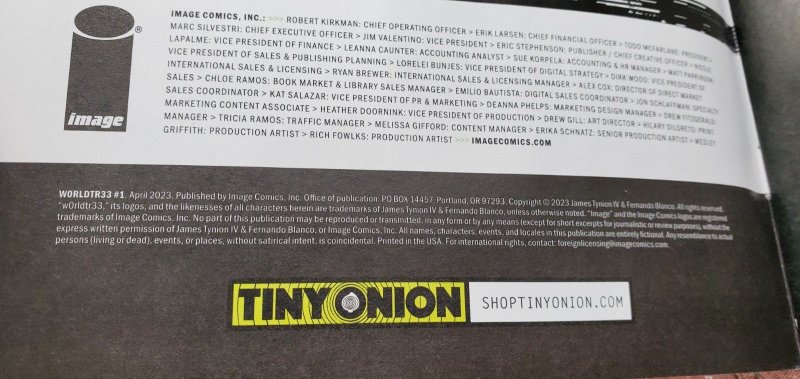 IMAGE COMICS, INC.: >>> ROBERT KIRKMAN: CHIEF OPERATING OFFICER > ERIK LARSEN: CHIEF FINANCIAL OFFICER > TODD MCFARLANE: PRESIDENT >
MARC SILVESTRI: CHIEF EXECUTIVE OFFICER > JIM VALENTINO: VICE PRESIDENT > ERIC STEPHENSON: PUBLISHER / CHIEF CREATIVE OFFICER > NICOLE
LAPALME: VICE PRESIDENT OF FINANCE > LEANNA CAUNTER: ACCOUNTING ANALYST > SUE KORPELA: ACCOUNTING & HR MANAGER > MATT PARKINSON
VICE PRESIDENT OF SALES & PUBLISHING PLANNING > LORELEI BUNJES: VICE PRESIDENT OF DIGITAL STRATEGY > DIRK WOOD: VICE PRESIDENT OF
INTERNATIONAL SALES & LICENSING > RYAN BREWER: INTERNATIONAL SALES & LICENSING MANAGER > ALEX COX: DIRECTOR OF DIRECT MARKET
SALES > CHLOE RAMOS: BOOK MARKET & LIBRARY SALES MANAGER > EMILIO BAUTISTA: DIGITAL SALES COORDINATOR > JON SCHLAFFMAN: SPECIALTY
SALES COORDINATOR > KAT SALAZAR: VICE PRESIDENT OF PR & MARKETING > DEANNA PHELPS: MARKETING DESIGN MANAGER > DREW FITZGERALD
MARKETING CONTENT ASSOCIATE > HEATHER DOORNINK: VICE PRESIDENT OF PRODUCTION > DREW GILL: ART DIRECTOR > HILARY DILORETO: PRINT
MANAGER > TRICIA RAMOS: TRAFFIC MANAGER > MELISSA GIFFORD: CONTENT MANAGER > ERIKA SCHNATZ: SENIOR PRODUCTION ARTIST > WESLEY
GRIFFITH: PRODUCTION ARTIST > RICH FOWLKS: PRODUCTION ARTIST >>> IMAGECOMICS.COM
i®
image
WORLDTR33 #1. April 2023. Published by Image Comics, Inc. Office of publication: PO BOX 14457, Portland, OR 97293. Copyright © 2023 James Tynion IV & Fernando Blanco. All rights reserved.
"w0rldtr33," its logos, and the likenesses of all characters herein are trademarks of James Tynion IV & Fernando Blanco, unless otherwise noted. "Image" and the Image Comics logos are registered
trademarks of Image Comics, Inc. No part of this publication may be reproduced or transmitted, in any form or by any means (except for short excerpts for journalistic or review purposes), without the
express written permission of James Tynion IV & Fernando Blanco, or Image Comics, Inc. All names, characters, events, and locales in this publication are entirely fictional. Any resemblance to actual
persons (living or dead), events, or places, without satirical intent, is coincidental. Printed in the USA. For international rights, contact: foreignlicensing@imagecomics.com.
TINY ONION
SHOPTINYONION.COM